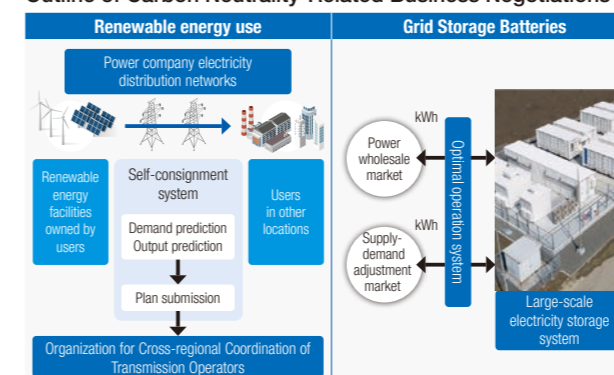 Outline of Carbon Neutrality-Related Business Negotiations
Renewable energy use
Power company electricity
distribution networks
Renewable
energy
facilities
owned by
users
Self-consignment
system
Demand prediction
Output prediction
Plan submission
Users
in other
locations
Organization for Cross-regional Coordination of
Transmission Operators
Grid Storage Batteries
kWh
Power
wholesale
market
kWh
Supply-
demand
adjustment
market
Optimal operation system
Large-scale
electricity storage
system